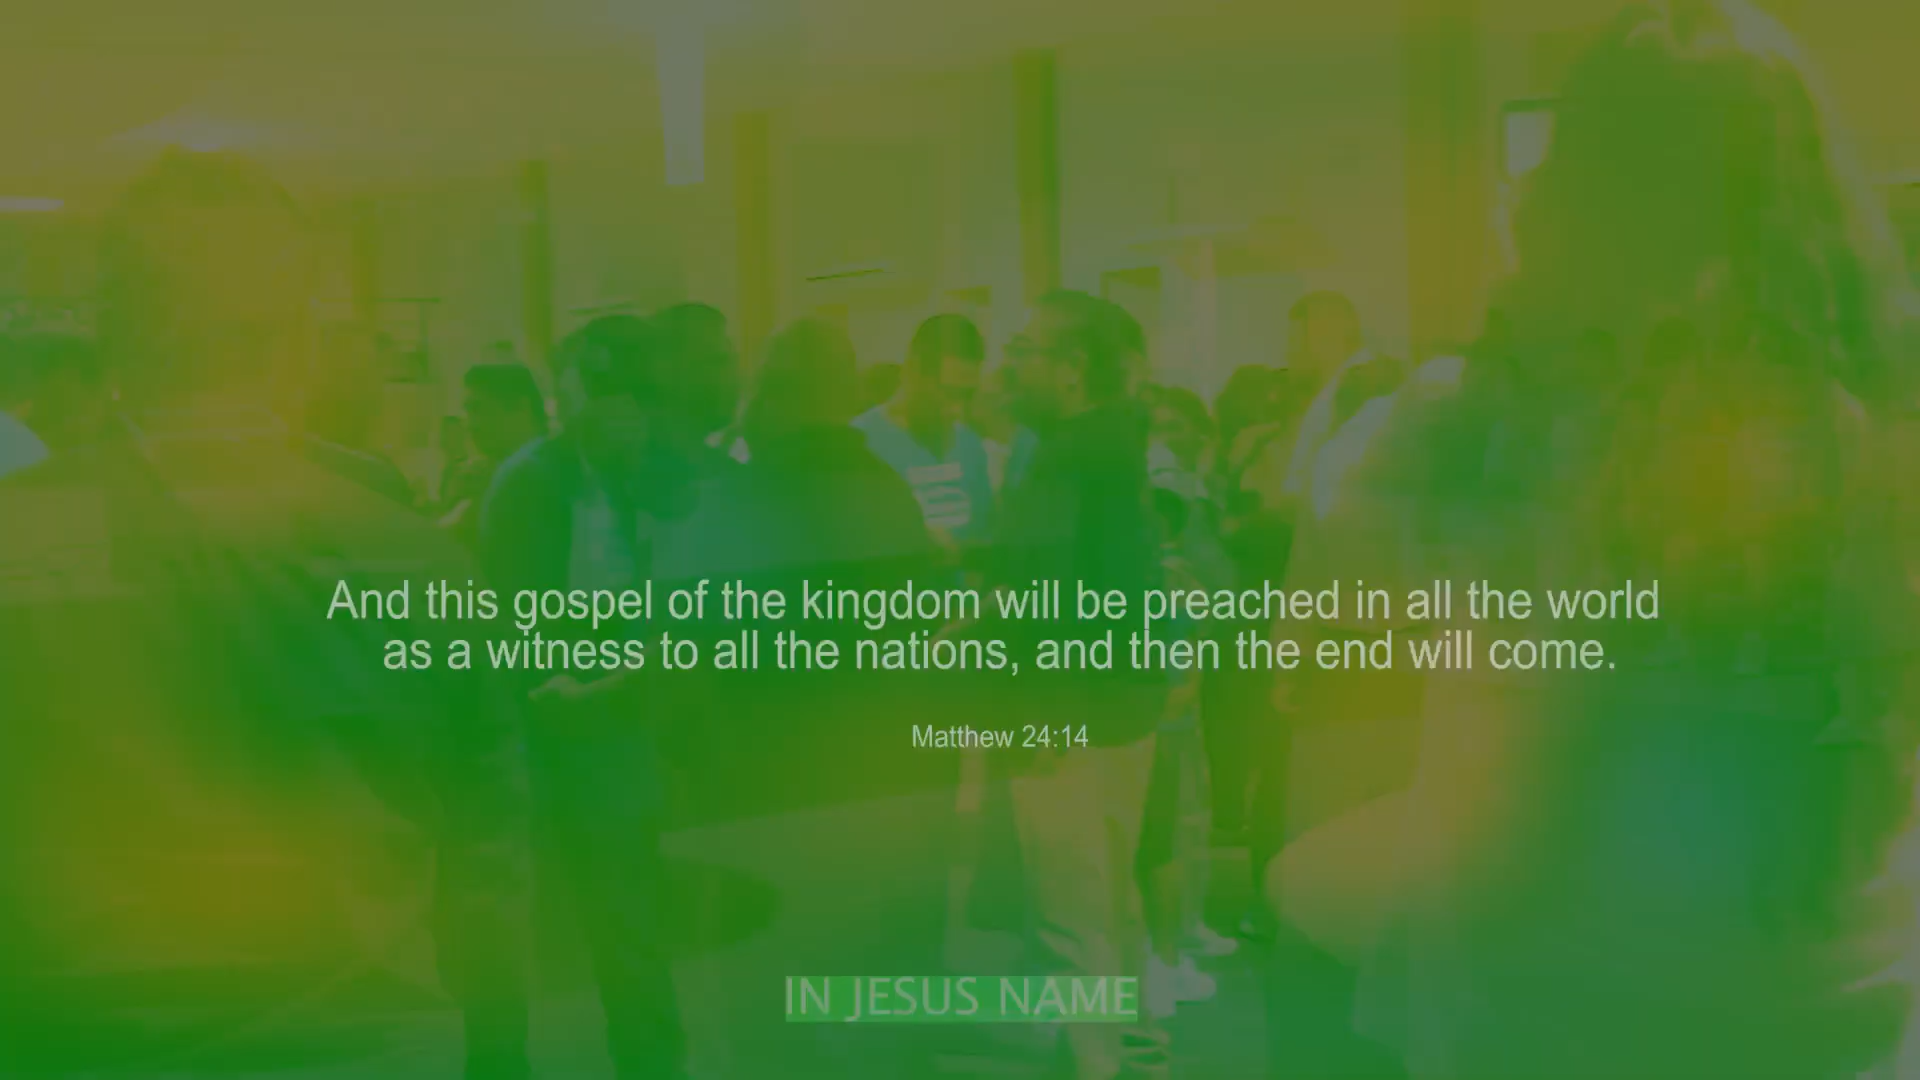 And this gospel of the kingdom will be preached in all the world
as a witness to all the nations, and then the end will come.
Matthew 24:14
IN JESUS NAME